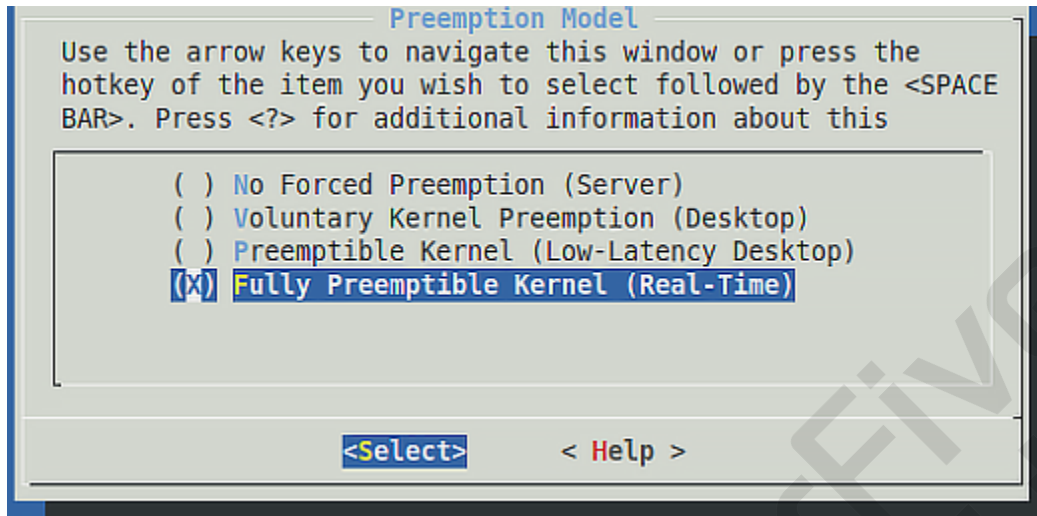 Preemption Model
Use the arrow keys to navigate this window or press the
hotkey of the item you wish to select followed by the <SPACE
BAR>. Press <?> for additional information about this
( ) No Forced Preemption (Server)
( ) Voluntary Kernel Preemption (Desktop)
( ) Preemptible Kernel (Low-Latency Desktop)
(X) Fully Preemptible Kernel (Real-Time)
<Select> < Help >